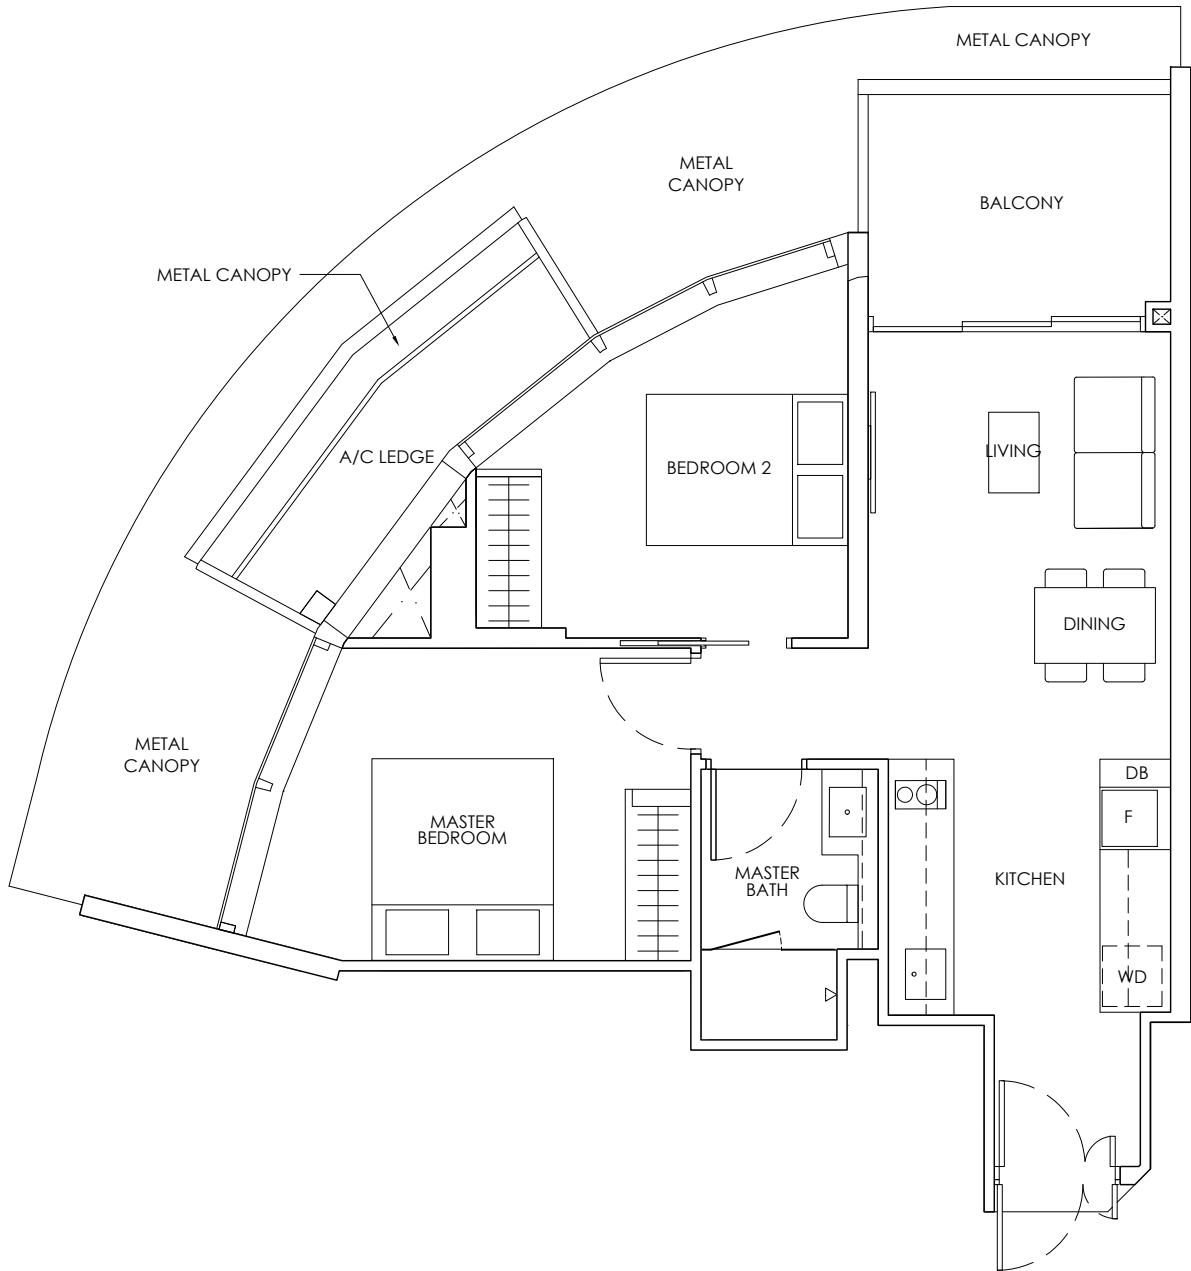 METAL CANOPY
METAL
CANOPY
BALCONY
METAL CANOPY
A/C LEDGE
BEDROOM 2
LIVING
DINING
METAL
CANOPY
MASTER
BEDROOM
MASTER
BATH
DB
F
KITCHEN
WD